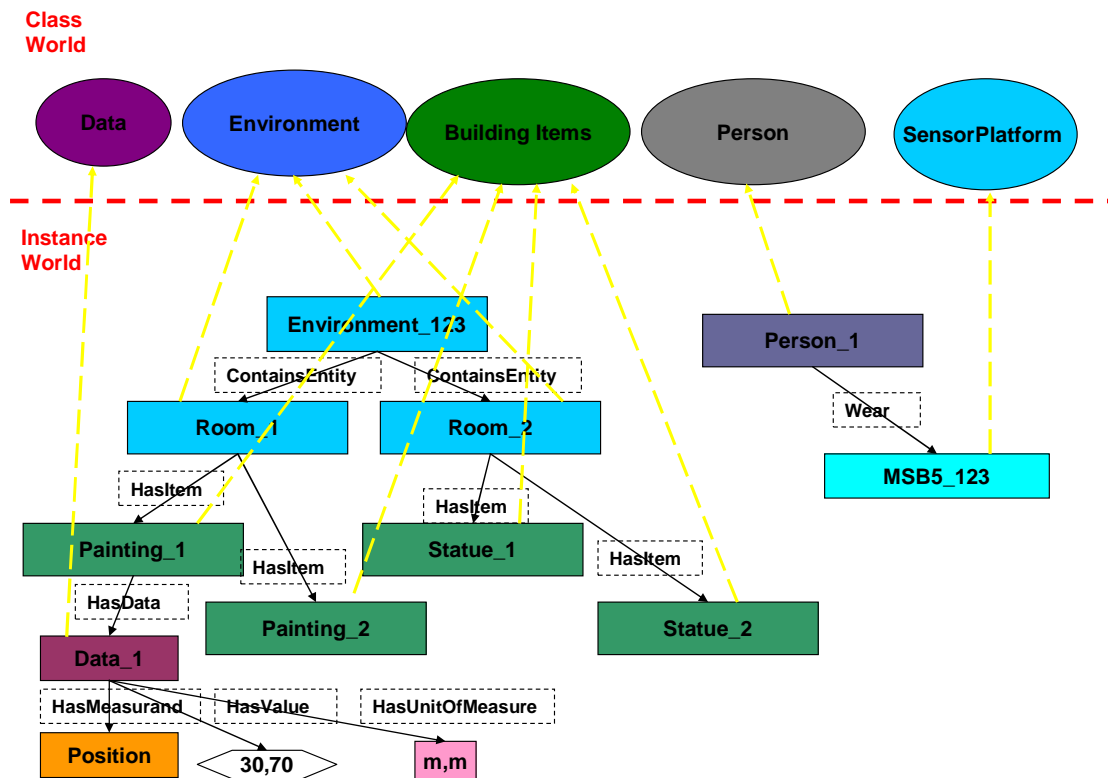 Class
World
Data
Environment
Building Items
Person
SensorPlatform
Instance
World
Environment_123
Person_1
ContainsEntity
ContainsEntity
Room_1
Room_2
Wear
MSB5_123
HasItem
HasItem
Painting_1
Statue_1
HasItem
HasItem
HasData
Painting_2
Statue_2
Data_1
HasMeasurand
HasValue
HasUnitOfMeasure
Position
30,70
m,m